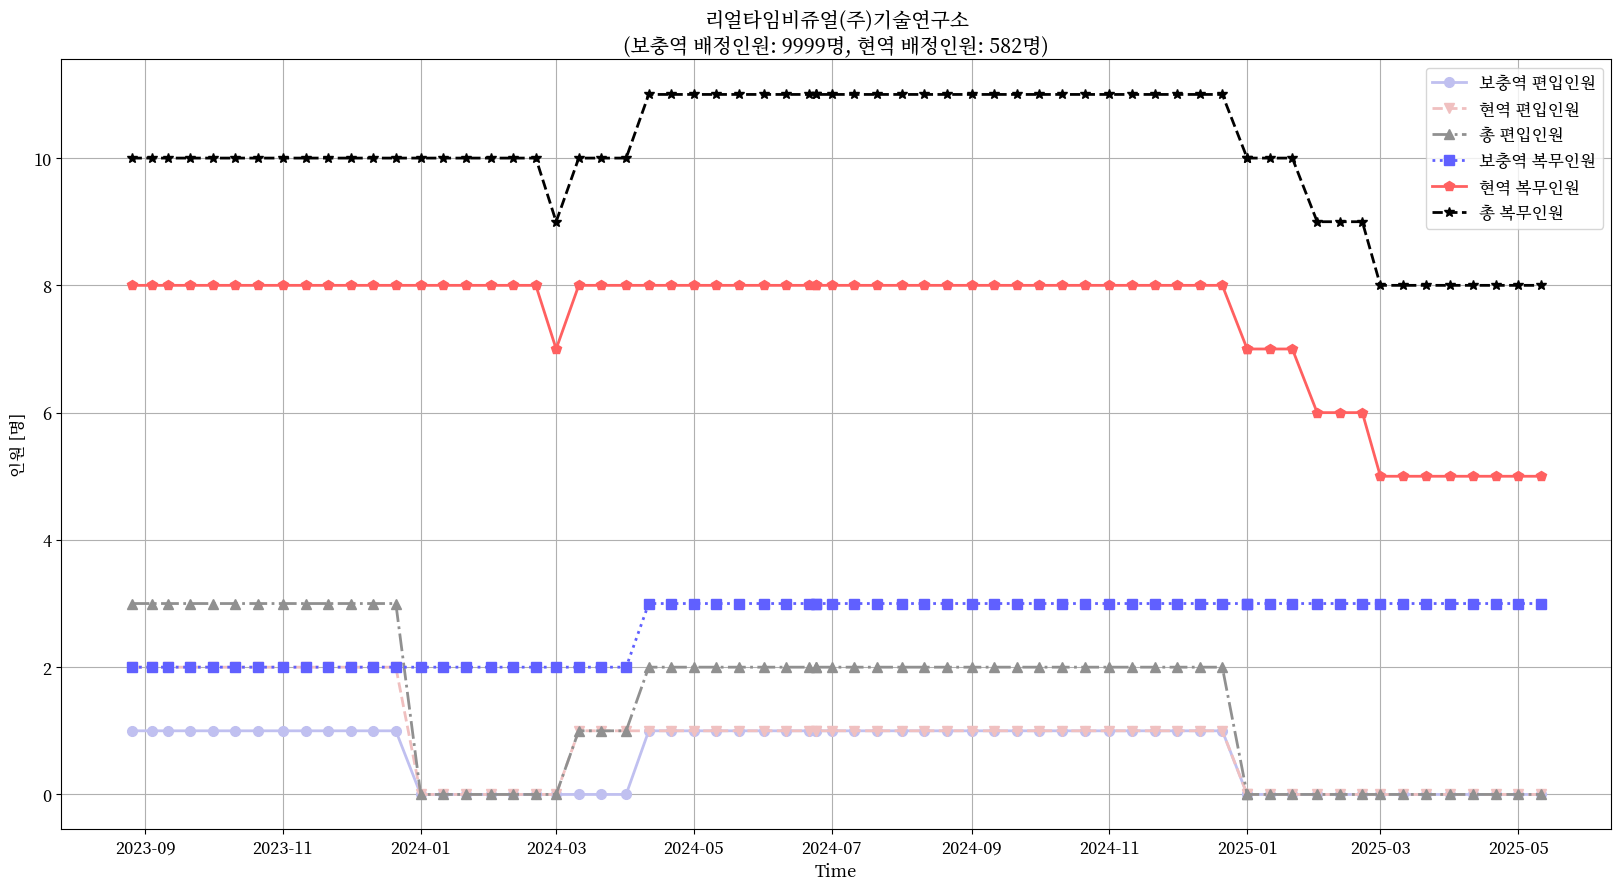 리얼타임비쥬얼(주)기술연구소
(보충역 배정인원: 9999명, 현역 배정인원: 582명)
보충역 편입인원
현역 편입인원
총 편입인원
보충역 복무인원
현역 복무인원
총 복무인원
인원 [명]
10
8
6
4
2
0
2023-09
2023-11
2024-01
2024-03
2024-05
2024-07
2024-09
2024-11
2025-01
2025-03
2025-05
Time